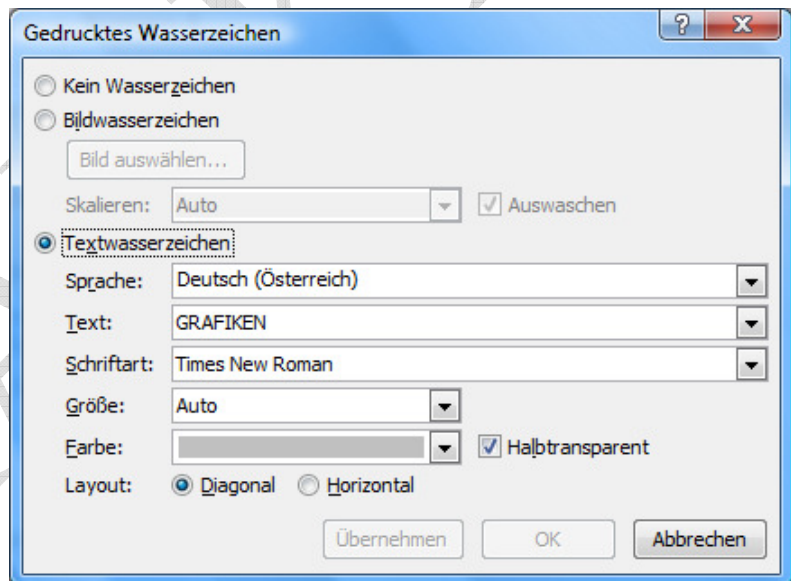 Gedrucktes Wasserzeichen
Kein Wasserzeichen
Bildwasserzeichen
Bild auswählen...
Skalieren: Auto Auswaschen
Textwasserzeichen
Sprache: Deutsch (Österreich)
Text: GRAFIKEN
Schriftart: Times New Roman
Größe: Auto
Farbe: Halbtransparent
Layout: Diagonal Horizontal
Übernehmen OK Abbrechen